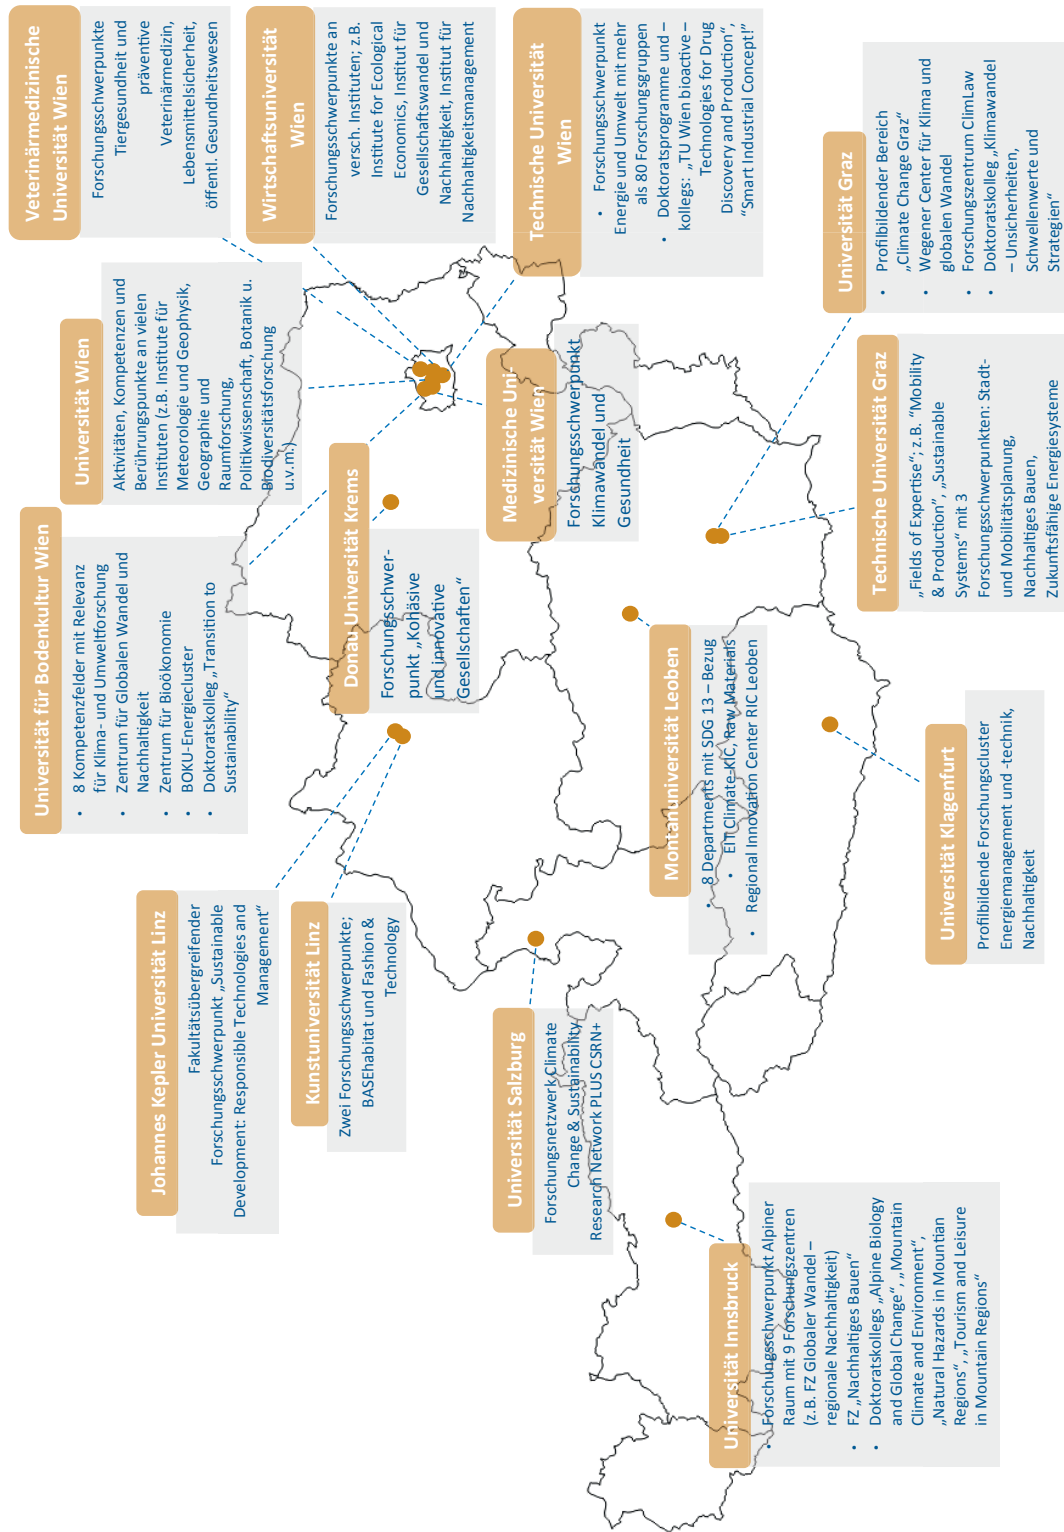 Johannes Kepler Universität Linz
Fakultätsübergreifender
Forschungsschwerpunkt „Sustainable
Development: Responsible Technologies and
Management“
Universität für Bodenkultur Wien
• 8 Kompetenzfelder mit Relevanz
für Klima- und Umweltforschung
• Zentrum für Globalen Wandel und
Nachhaltigkeit
• Zentrum für Bioökonomie
• BOKU-Energiecluster
• Doktoratskolleg „Transition to
Sustainability“
Universität Wien
Aktivitäten, Kompetenzen und
Berührungspunkte an vielen
Instituten (z.B. Institute für
Meteorologie und Geophysik,
Geographie und
Raumforschung,
Politikwissenschaft, Botanik u.
Biodiversitätsforschung
u.v.m.)
Veterinärmedizinische
Universität Wien
Forschungsschwerpunkte
Tiergesundheit und
präventive
Veterinärmedizin,
Lebensmittelsicherheit,
öffentl. Gesundheitswesen
Wirtschaftsuniversität
Wien
Forschungsschwerpunkte an
versch. Instituten; z.B.
Institute for Ecological
Economics, Institut für
Gesellschaftswandel und
Nachhaltigkeit, Institut für
Nachhaltigkeitsmanagement
Kunstuniversität Linz
Zwei Forschungsschwerpunkte;
BASEhabitat und Fashion &
Technology
Donau Universität Krems
Forschungsschwer-
punkt „Kohäsive
und innovative
Gesellschaften“
Universität Salzburg
Forschungsnetzwerk Climate
Change & Sustainability
Research Network PLUS CSRN+
Medizinische Uni-
versität Wien
Forschungsschwerpunkt
Klimawandel und
Gesundheit
Technische Universität
Wien
• Forschungsschwerpunkt
Energie und Umwelt mit mehr
als 80 Forschungsgruppen
• Doktoratsprogramme und –
kollegs: „TU Wien bioactive –
Technologies for Drug
Discovery and Production“,
“Smart Industrial Concept!”
Universität Innsbruck
• Forschungsschwerpunkt Alpiner
Raum mit 9 Forschungszentren
(z.B. FZ Globaler Wandel –
regionale Nachhaltigkeit)
• FZ „Nachhaltiges Bauen“
• Doktoratskollegs „Alpine Biology
and Global Change“, „Mountain
Climate and Environment“,
„Natural Hazards in Mountian
Regions“, „Tourism and Leisure
in Mountain Regions“
Montanuniversität Leoben
• 8 Departments mit SDG 13 – Bezug
• EIT Climate-KIC, Raw Materials
• Regional Innovation Center RIC Leoben
Universität Klagenfurt
Profilbildende Forschungscluster
Energiemanagement und -technik,
Nachhaltigkeit
Technische Universität Graz
„Fields of Expertise“; z.B. “Mobility
& Production“, „Sustainable
Systems“ mit 3
Forschungsschwerpunkten: Stadt-
und Mobilitätsplanung,
Nachhaltiges Bauen,
Zukunftsfähige Energiesysteme
Universität Graz
• Profilbildender Bereich
„Climate Change Graz“
• Wegener Center für Klima und
globalen Wandel
• Forschungszentrum ClimLaw
• Doktoratskolleg „Klimawandel
– Unsicherheiten,
Schwellenwerte und
Strategien“